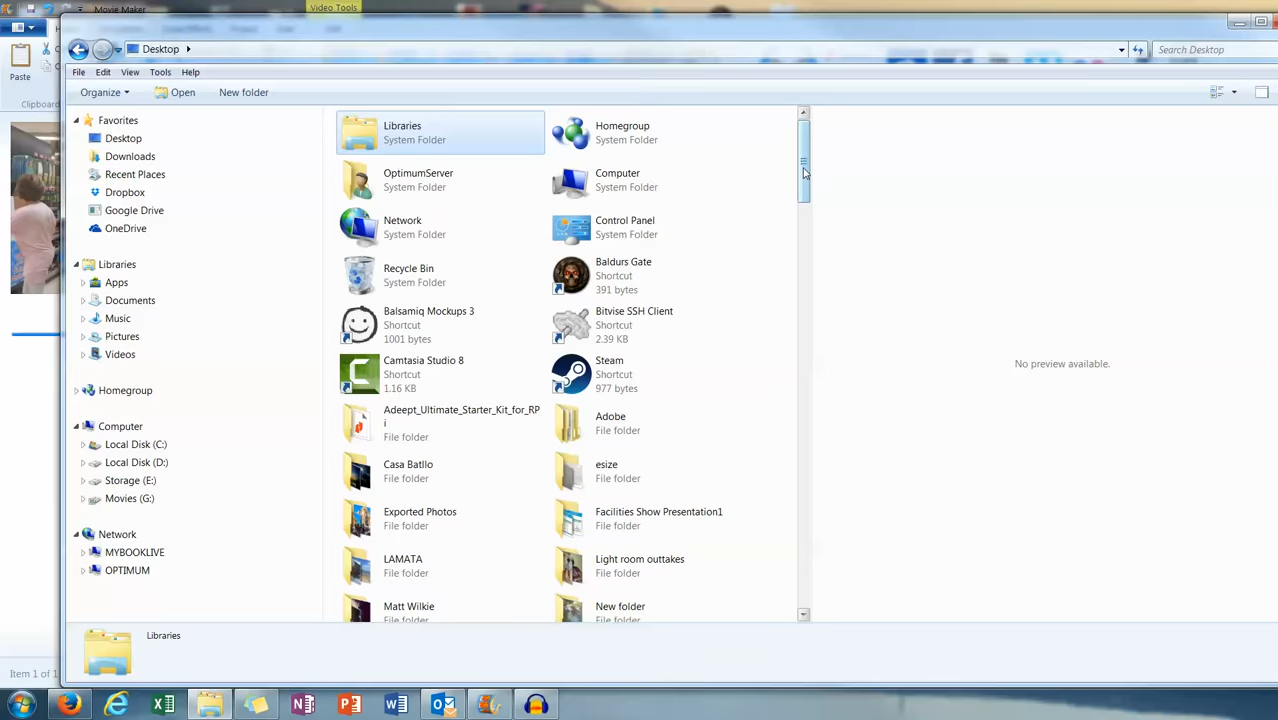 Video Tools
Movie Maker
Desktop
Search Desktop
Paste
Clipboard
File Edit View Tools Help
Organize Open New folder
Favorites
Desktop
Downloads
Recent Places
Dropbox
Google Drive
OneDrive
Libraries
Apps
Documents
Music
Pictures
Videos
Homegroup
Computer
Local Disk (C:)
Local Disk (D:)
Storage (E:)
Movies (G:)
Network
MYBOOKLIVE
OPTIMUM
Libraries
System Folder
Homegroup
System Folder
OptimumServer
System Folder
Computer
System Folder
Network
System Folder
Control Panel
System Folder
Recycle Bin
System Folder
Baldurs Gate
Shortcut
391 bytes
Balsamiq Mockups 3
Shortcut
1001 bytes
Bitvise SSH Client
Shortcut
2.39 KB
Camtasia Studio 8
Shortcut
1.16 KB
Steam
Shortcut
977 bytes
Adeept_Ultimate_Starter_Kit_for_RP
i
File folder
Adobe
File folder
Casa Batllo
File folder
esize
File folder
Exported Photos
File folder
Facilities Show Presentation1
File folder
LAMATA
File folder
Light room outtakes
File folder
Matt Wilkie
File folder
New folder
File folder
No preview available.
Libraries
Item 1 of 1